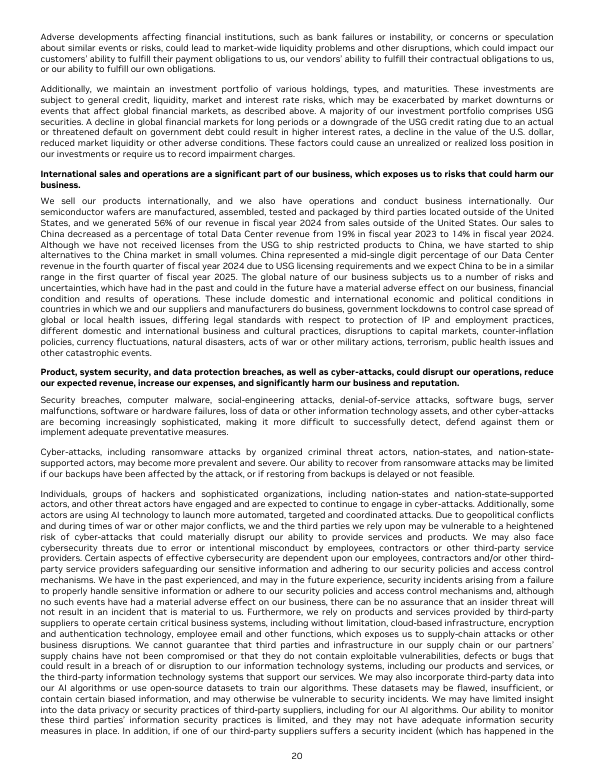 Adverse developments affecting financial institutions, such as bank failures or instability, or concerns or speculation
about similar events or risks, could lead to market-wide liquidity problems and other disruptions, which could impact our
customers’ ability to fulfill their payment obligations to us, our vendors’ ability to fulfill their contractual obligations to us,
or our ability to fulfill our own obligations.
Additionally, we maintain an investment portfolio of various holdings, types, and maturities. These investments are
subject to general credit, liquidity, market and interest rate risks, which may be exacerbated by market downturns or
events that affect global financial markets, as described above. A majority of our investment portfolio comprises USG
securities. A decline in global financial markets for long periods or a downgrade of the USG credit rating due to an actual
or threatened default on government debt could result in higher interest rates, a decline in the value of the U.S. dollar,
reduced market liquidity or other adverse conditions. These factors could cause an unrealized or realized loss position in
our investments or require us to record impairment charges.
International sales and operations are a significant part of our business, which exposes us to risks that could harm our
business.
We sell our products internationally, and we also have operations and conduct business internationally. Our
semiconductor wafers are manufactured, assembled, tested and packaged by third parties located outside of the United
States, and we generated 56% of our revenue in fiscal year 2024 from sales outside of the United States. Our sales to
China decreased as a percentage of total Data Center revenue from 19% in fiscal year 2023 to 14% in fiscal year 2024.
Although we have not received licenses from the USG to ship restricted products to China, we have started to ship
alternatives to the China market in small volumes. China represented a mid-single digit percentage of our Data Center
revenue in the fourth quarter of fiscal year 2024 due to USG licensing requirements and we expect China to be in a similar
range in the first quarter of fiscal year 2025. The global nature of our business subjects us to a number of risks and
uncertainties, which have had in the past and could in the future have a material adverse effect on our business, financial
condition and results of operations. These include domestic and international economic and political conditions in
countries in which we and our suppliers and manufacturers do business, government lockdowns to control case spread of
global or local health issues, differing legal standards with respect to protection of IP and employment practices,
different domestic and international business and cultural practices, disruptions to capital markets, counter-inflation
policies, currency fluctuations, natural disasters, acts of war or other military actions, terrorism, public health issues and
other catastrophic events.
Product, system security, and data protection breaches, as well as cyber-attacks, could disrupt our operations, reduce
our expected revenue, increase our expenses, and significantly harm our business and reputation.
Security breaches, computer malware, social-engineering attacks, denial-of-service attacks, software bugs, server
malfunctions, software or hardware failures, loss of data or other information technology assets, and other cyber-attacks
are becoming increasingly sophisticated, making it more difficult to successfully detect, defend against them or
implement adequate preventative measures.
Cyber-attacks, including ransomware attacks by organized criminal threat actors, nation-states, and nation-state-
supported actors, may become more prevalent and severe. Our ability to recover from ransomware attacks may be limited
if our backups have been affected by the attack, or if restoring from backups is delayed or not feasible.
Individuals, groups of hackers and sophisticated organizations, including nation-states and nation-state-supported
actors, and other threat actors have engaged and are expected to continue to engage in cyber-attacks. Additionally, some
actors are using AI technology to launch more automated, targeted and coordinated attacks. Due to geopolitical conflicts
and during times of war or other major conflicts, we and the third parties we rely upon may be vulnerable to a heightened
risk of cyber-attacks that could materially disrupt our ability to provide services and products. We may also face
cybersecurity threats due to error or intentional misconduct by employees, contractors or other third-party service
providers. Certain aspects of effective cybersecurity are dependent upon our employees, contractors and/or other third-
party service providers safeguarding our sensitive information and adhering to our security policies and access control
mechanisms. We have in the past experienced, and may in the future experience, security incidents arising from a failure
to properly handle sensitive information or adhere to our security policies and access control mechanisms and, although
no such events have had a material adverse effect on our business, there can be no assurance that an insider threat will
not result in an incident that is material to us. Furthermore, we rely on products and services provided by third-party
suppliers to operate certain critical business systems, including without limitation, cloud-based infrastructure, encryption
and authentication technology, employee email and other functions, which exposes us to supply-chain attacks or other
business disruptions. We cannot guarantee that third parties and infrastructure in our supply chain or our partners’
supply chains have not been compromised or that they do not contain exploitable vulnerabilities, defects or bugs that
could result in a breach of or disruption to our information technology systems, including our products and services, or
the third-party information technology systems that support our services. We may also incorporate third-party data into
our AI algorithms or use open-source datasets to train our algorithms. These datasets may be flawed, insufficient, or
contain certain biased information, and may otherwise be vulnerable to security incidents. We may have limited insight
into the data privacy or security practices of third-party suppliers, including for our AI algorithms. Our ability to monitor
these third parties’ information security practices is limited, and they may not have adequate information security
measures in place. In addition, if one of our third-party suppliers suffers a security incident (which has happened in the
20